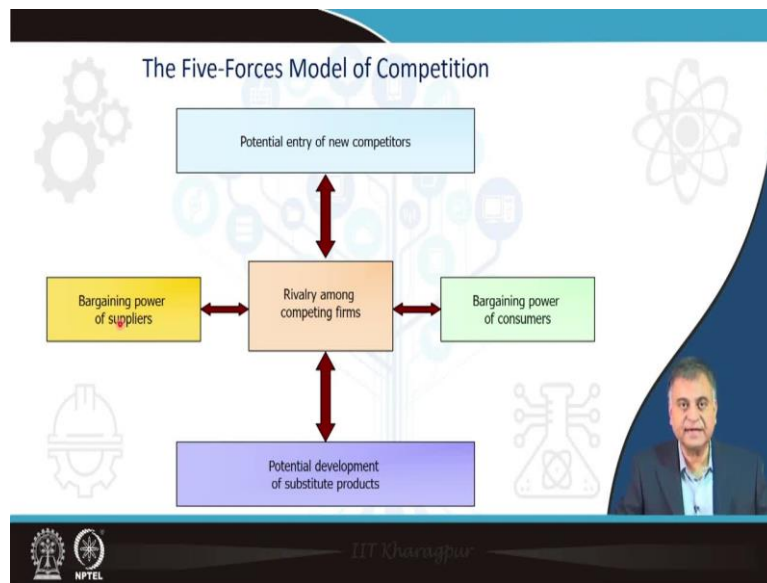 The Five-Forces Model of Competition
Potential entry of new competitors
Bargaining power
of suppliers
Rivalry among
competing firms
Bargaining power
of consumers
Potential development
of substitute products
IIT Kharagpur
NPTEL